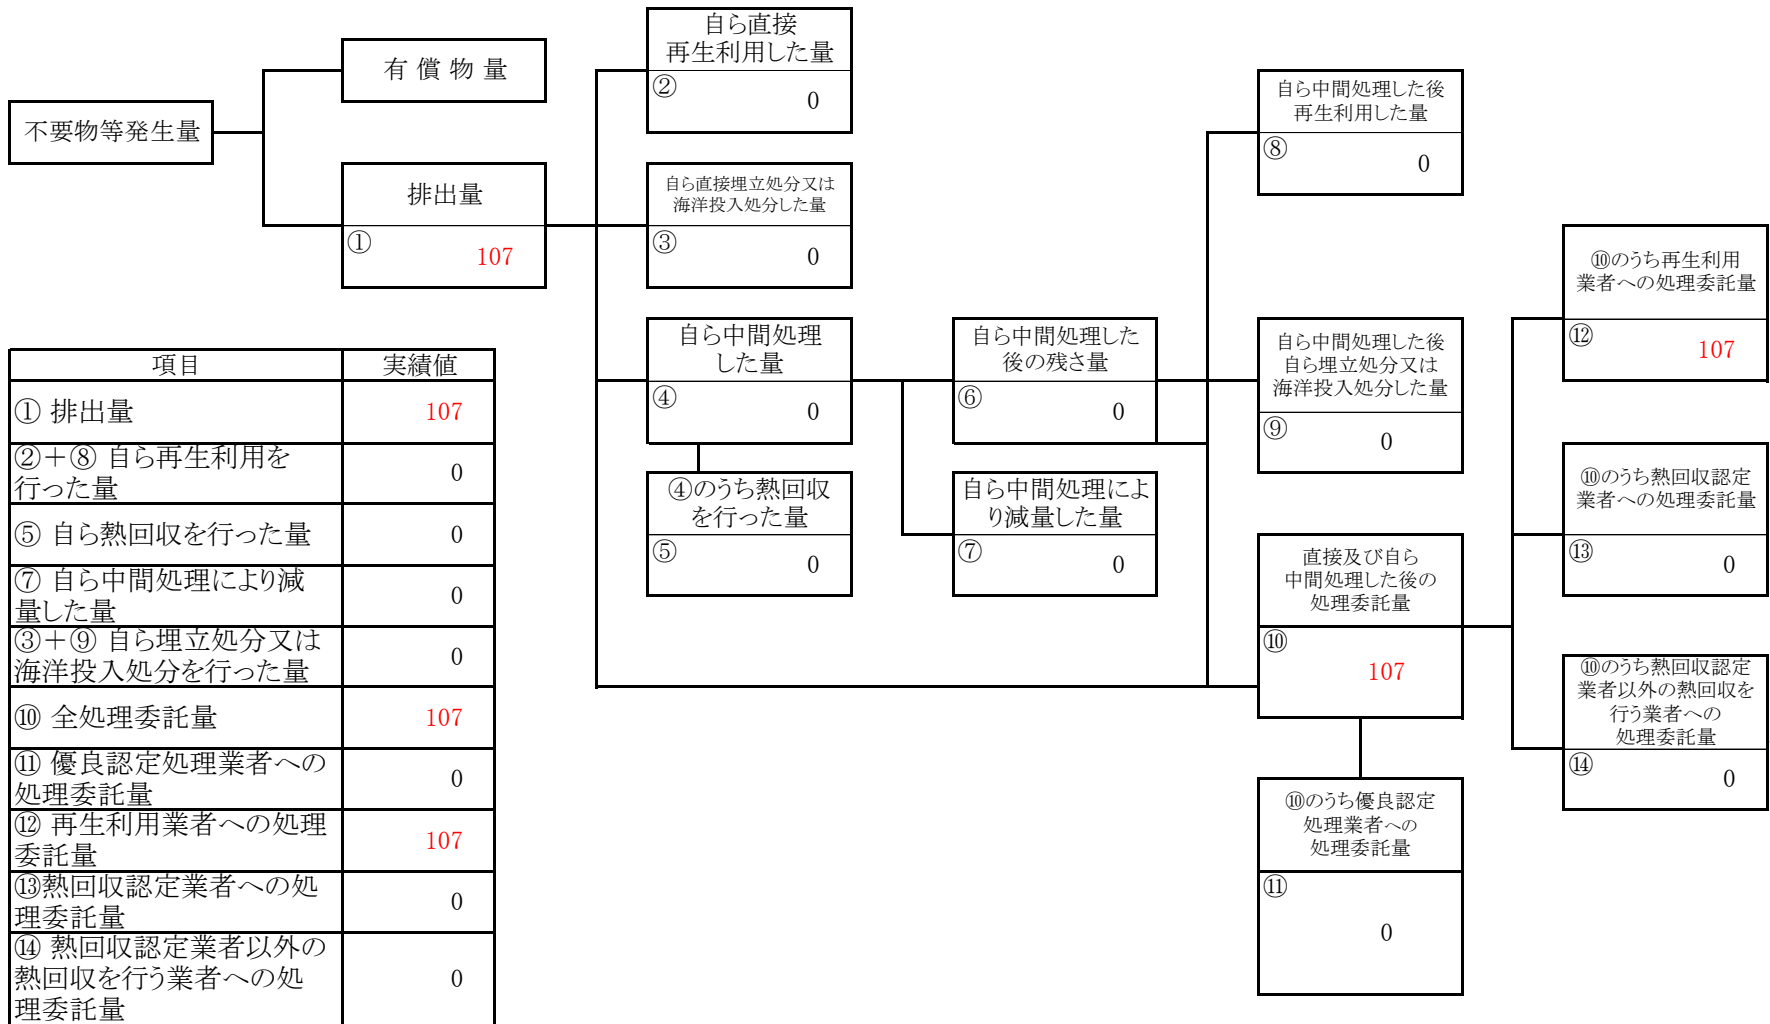 不要物等発生量
有 償 物 量
排出量
①
107
自ら直接
再生利用した量
②
0
自ら直接埋立処分又は
海洋投入処分した量
③
0
自ら中間処理
した量
④
0
④のうち熱回収
を行った量
⑤
0
自ら中間処理した
後の残さ量
⑥
0
自ら中間処理によ
り減量した量
⑦
0
自ら中間処理した後
再生利用した量
⑧
0
自ら中間処理した後
自ら埋立処分又は
海洋投入処分した量
⑨
0
直接及び自ら
中間処理した後の
処理委託量
⑩
107
⑩のうち優良認定
処理業者への
処理委託量
⑪
0
⑩のうち再生利用
業者への処理委託量
⑫
107
⑩のうち熱回収認定
業者への処理委託量
⑬
0
⑩のうち熱回収認定
業者以外の熱回収を
行う業者への
処理委託量
⑭
0
項目 実績値
① 排出量 107
②＋⑧ 自ら再生利用を
行った量 0
⑤ 自ら熱回収を行った量 0
⑦ 自ら中間処理により減
量した量 0
③＋⑨ 自ら埋立処分又は
海洋投入処分を行った量 0
⑩ 全処理委託量 107
⑪ 優良認定処理業者への
処理委託量 0
⑫ 再生利用業者への処理
委託量 107
⑬熱回収認定業者への処
理委託量 0
⑭ 熱回収認定業者以外の
熱回収を行う業者への処
理委託量 0